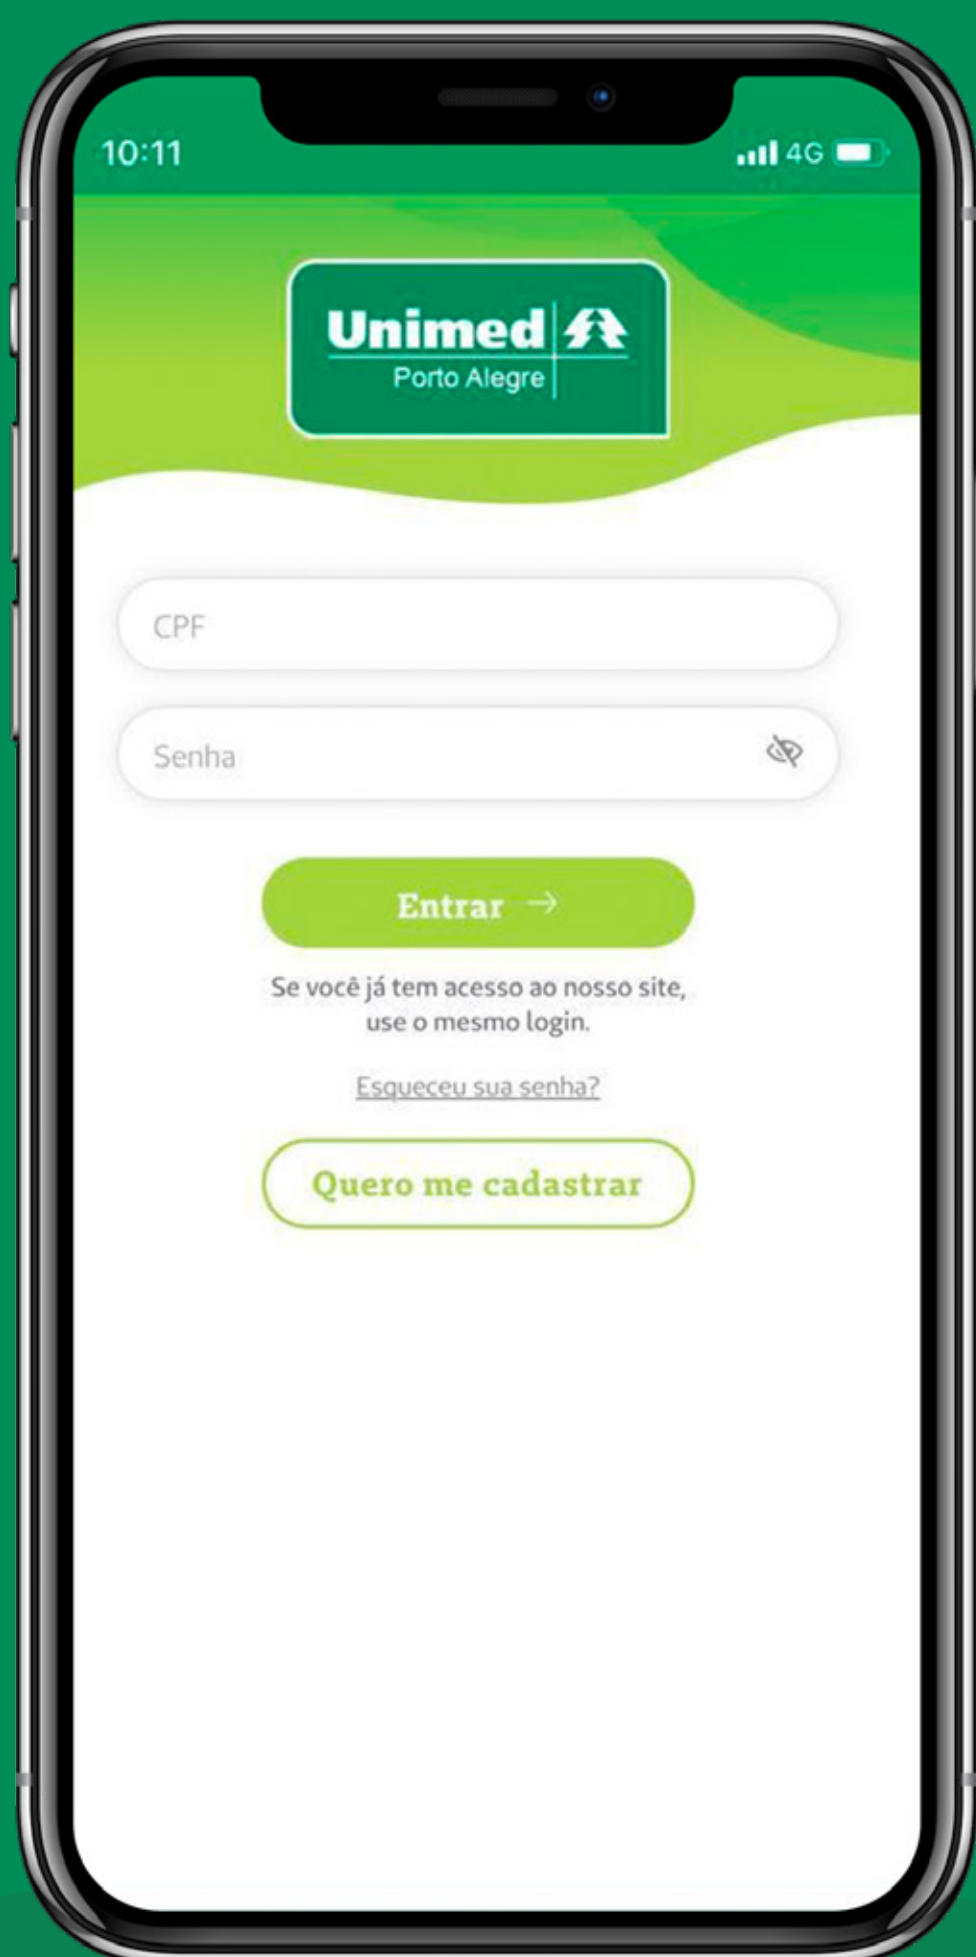 10:11
4G
Unimed
Porto Alegre
CPF
Senha
Entrar →
Se você já tem acesso ao nosso site,
use o mesmo login.
Esqueceu sua senha?
Quero me cadastrar